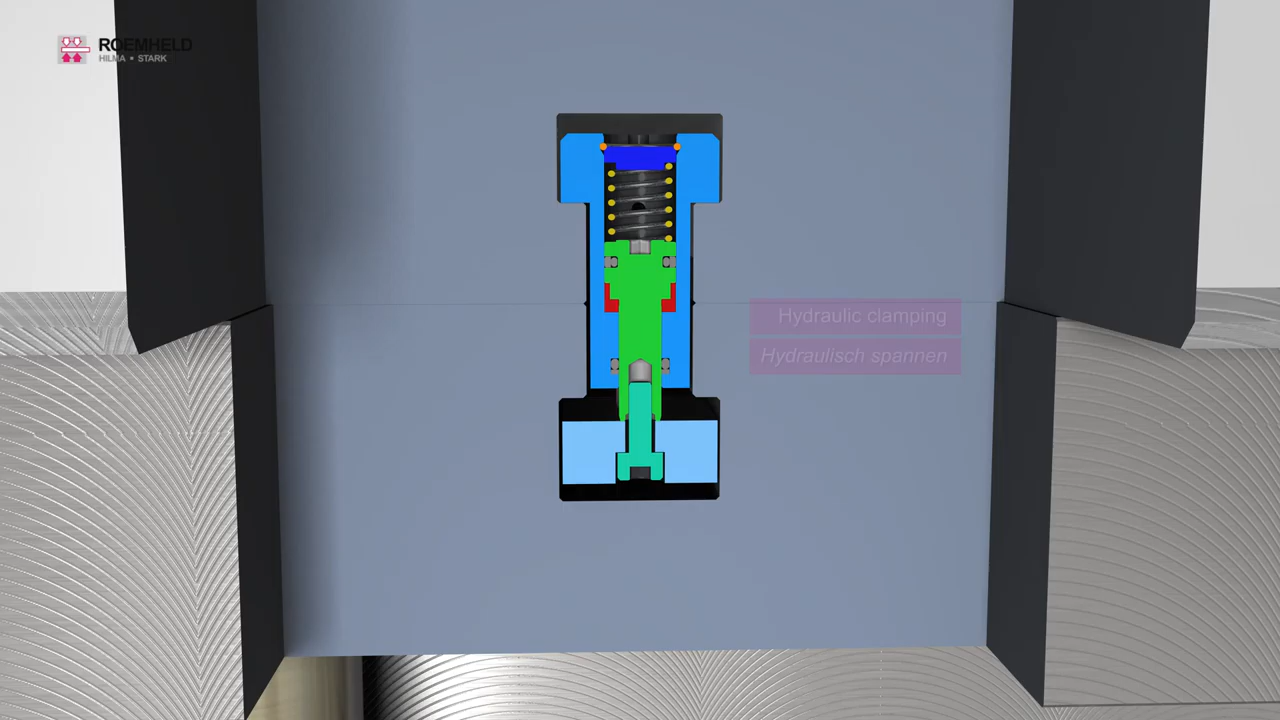 ROEMHELD
HILMA • STARK
Hydraulic clamping
Hydraulisch spannen